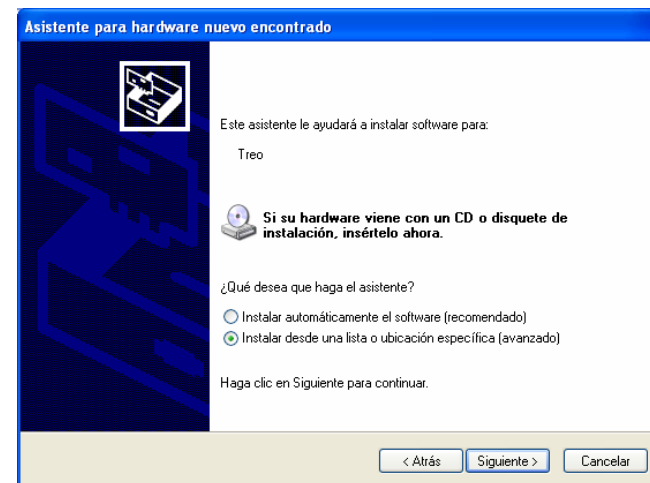 Asistente para hardware nuevo encontrado
Este asistente le ayudará a instalar software para:
Treo
Si su hardware viene con un CD o disquete de
instalación, insértelo ahora.
¿Qué desea que haga el asistente?
Instalar automáticamente el software (recomendado)
Instalar desde una lista o ubicación específica (avanzado)
Haga clic en Siguiente para continuar.
< Atrás Siguiente > Cancelar